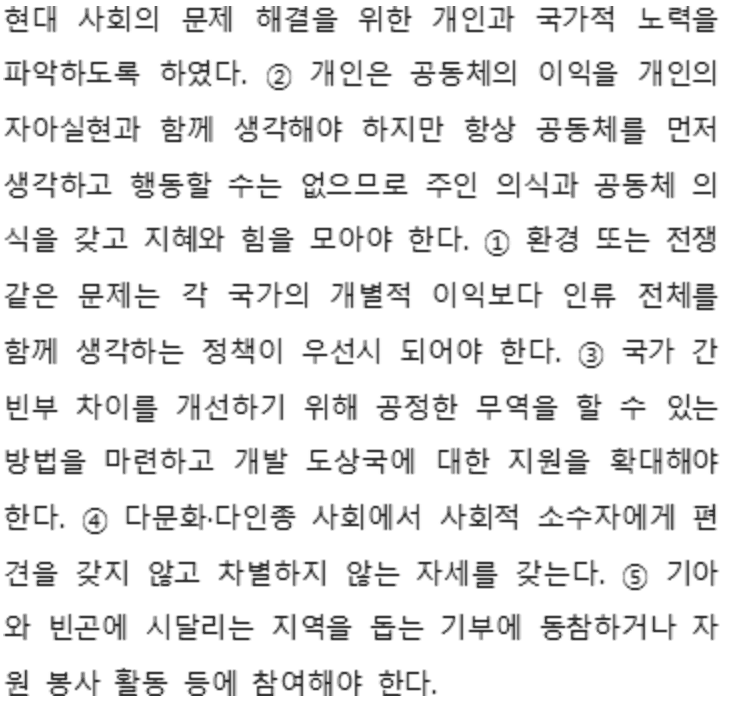 현대 사회의 문제 해결을 위한 개인과 국가적 노력을
파악하도록 하였다. ② 개인은 공동체의 이익을 개인의
자아실현과 함께 생각해야 하지만 항상 공동체를 먼저
생각하고 행동할 수는 없으므로 주인 의식과 공동체 의
식을 갖고 지혜와 힘을 모아야 한다. ① 환경 또는 전쟁
같은 문제는 각 국가의 개별적 이익보다 인류 전체를
함께 생각하는 정책이 우선시 되어야 한다. ③ 국가 간
빈부 차이를 개선하기 위해 공정한 무역을 할 수 있는
방법을 마련하고 개발 도상국에 대한 지원을 확대해야
한다. ④ 다문화·다인종 사회에서 사회적 소수자에게 편
견을 갖지 않고 차별하지 않는 자세를 갖는다. ⑤ 기아
와 빈곤에 시달리는 지역을 돕는 기부에 동참하거나 자
원 봉사 활동 등에 참여해야 한다.